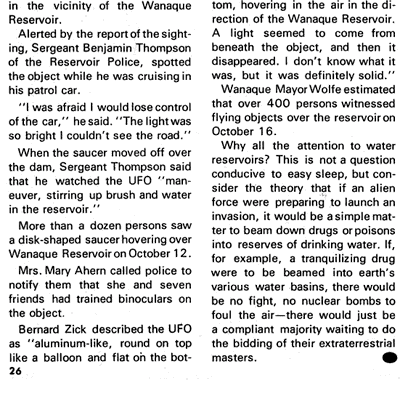 in the vicinity of the Wanaque
Reservoir.
Alerted by the report of the sight-
ing, Sergeant Benjamin Thompson
of the Reservoir Police, spotted
the object while he was cruising in
his patrol car.
"I was afraid I would lose control
of the car," he said. "The light was
so bright I couldn't see the road."
When the saucer moved off over
the dam, Sergeant Thompson said
that he watched the UFO "man-
euver, stirring up brush and water
in the reservoir."
More than a dozen persons saw
a disk-shaped saucer hovering over
Wanaque Reservoir on October 12.
Mrs. Mary Ahern called police to
notify them that she and seven
friends had trained binoculars on
the object.
Bernard Zick described the UFO
as "aluminum-like, round on top
like a balloon and flat on the bot-
26
tom, hovering in the air in the di-
rection of the Wanaque Reservoir.
A light seemed to come from
beneath the object, and then it
disappeared. I don't know what it
was, but it was definitely solid."
Wanaque Mayor Wolfe estimated
that over 400 persons witnessed
flying objects over the reservoir on
October 16.
Why all the attention to water
reservoirs? This is not a question
conducive to easy sleep, but con-
sider the theory that if an alien
force were preparing to launch an
invasion, it would be a simple mat-
ter to beam down drugs or poisons
into reserves of drinking water. If,
for example, a tranquilizing drug
were to be beamed into earth's
various water basins, there would
be no fight, no nuclear bombs to
foul the air—there would just be
a compliant majority waiting to do
the bidding of their extraterrestrial
masters.